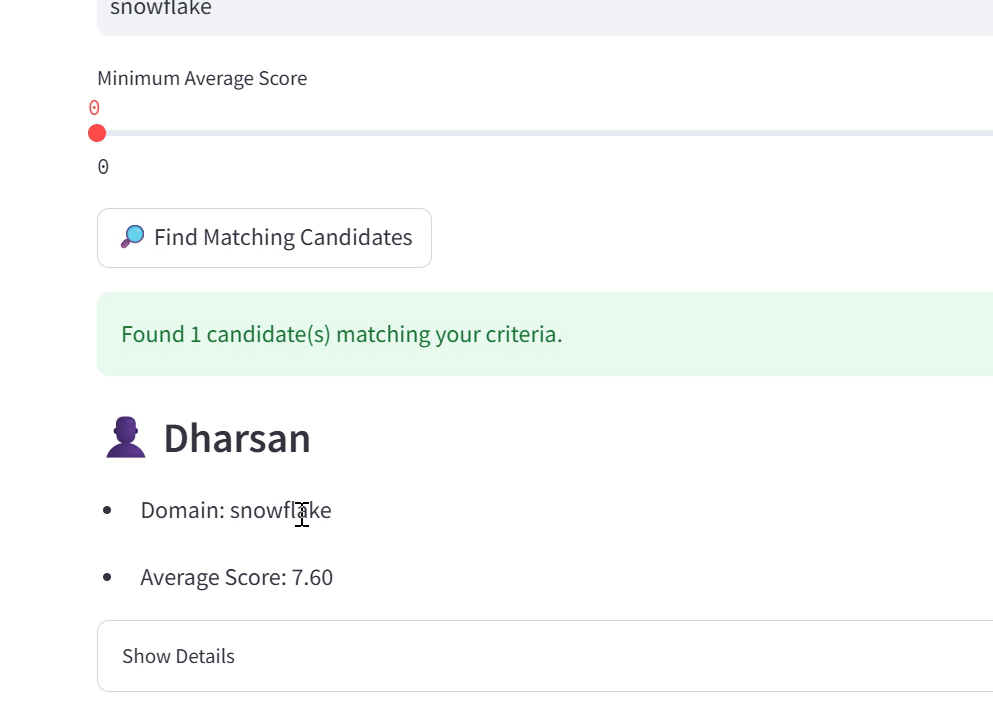 snowflake
Minimum Average Score
0
0
Find Matching Candidates
Found 1 candidate(s) matching your criteria.
Dharsan
Domain: snowflake
Average Score: 7.60
Show Details